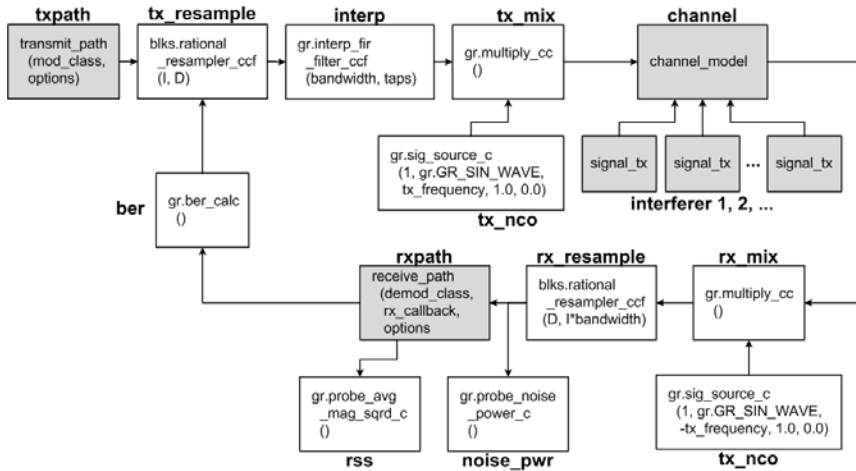 txpath
transmit_path
(mod_class,
options)
tx_resample
blks.rational
_resampler_ccf
(I, D)
interp
gr.interp_fir
_filter_ccf
(bandwidth, taps)
tx_mix
gr.multiply_cc
()
channel
channel_model
gr.sig_source_c
(1, gr.GR_SIN_WAVE,
tx_frequency, 1.0, 0.0)
tx_nco
signal_tx
signal_tx
...
signal_tx
interferer 1, 2, ...
ber
gr.ber_calc
()
rxpath
receive_path
(demod_class,
rx_callback,
options
rx_resample
blks.rational
_resampler_ccf
(D, I*bandwidth)
rx_mix
gr.multiply_cc
()
gr.probe_avg
_mag_sqrd_c
()
rss
gr.probe_noise
_power_c
()
noise_pwr
gr.sig_source_c
(1, gr.GR_SIN_WAVE,
-tx_frequency, 1.0, 0.0)
tx_nco